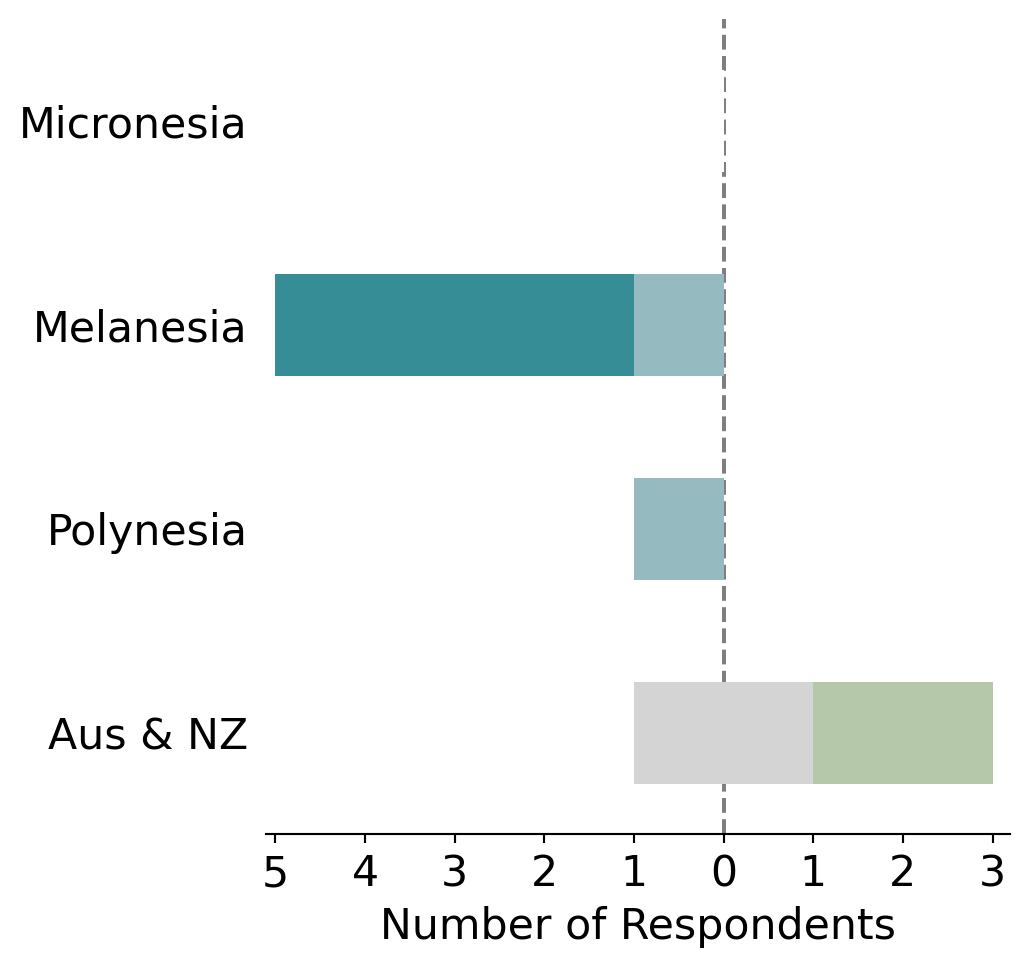 Micronesia
Melanesia
Polynesia
Aus & NZ
5 4 3 2 1 0 1 2 3
Number of Respondents